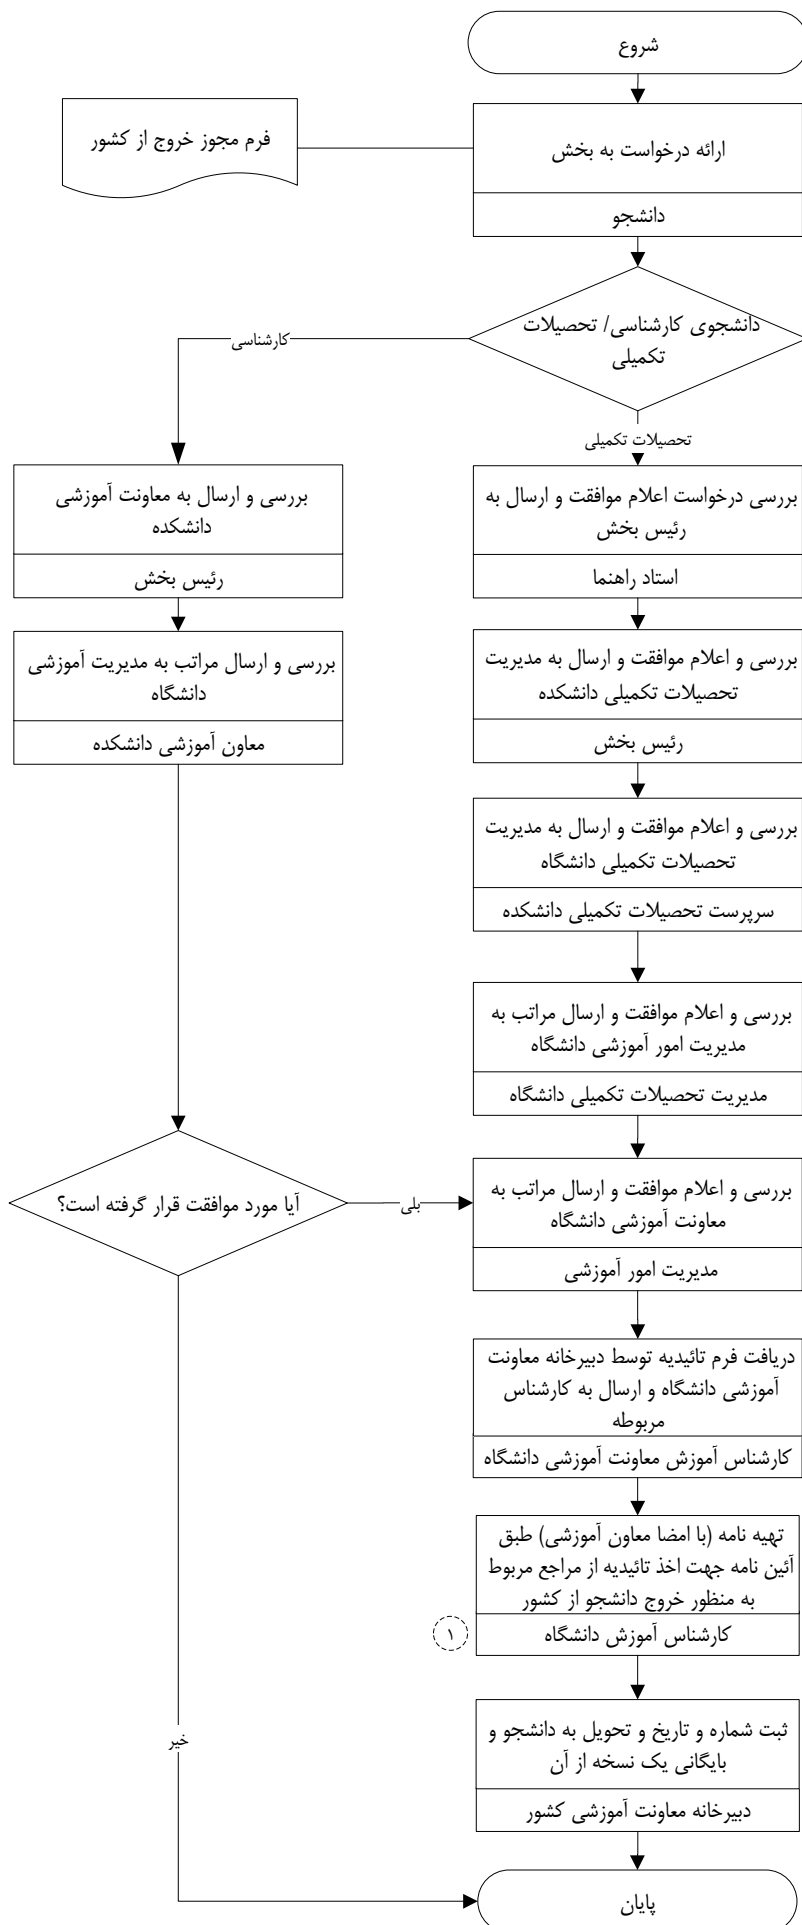 شروع
فرم مجوز خروج از کشور
ارائه درخواست به بخش
دانشجو
دانشجوی کارشناسی/ تحصیلات
تکمیلی
کارشناسی
تحصیلات تکمیلی
بررسی درخواست اعلام موافقت و ارسال به
رئیس بخش
استاد راهنما
بررسی و ارسال به معاونت آموزشی
دانشکده
رئیس بخش
بررسی و اعلام موافقت و ارسال به مدیریت
تحصیلات تکمیلی دانشکده
رئیس بخش
بررسی و ارسال مراتب به مدیریت آموزشی
دانشگاه
معاون آموزشی دانشکده
بررسی و اعلام موافقت و ارسال به مدیریت
تحصیلات تکمیلی دانشگاه
سرپرست تحصیلات تکمیلی دانشکده
بررسی و اعلام موافقت و ارسال مراتب به
مدیریت امور آموزشی دانشگاه
مدیریت تحصیلات تکمیلی دانشگاه
آیا مورد موافقت قرار گرفته است؟
بلی
بررسی و اعلام موافقت و ارسال مراتب به
معاونت آموزشی دانشگاه
مدیریت امور آموزشی
دریافت فرم تائیدیه توسط دبیرخانه معاونت
آموزشی دانشگاه و ارسال به کارشناس
مربوطه
کارشناس آموزش معاونت آموزشی دانشگاه
تهیه نامه (با امضا معاون آموزشی) طبق
آئین نامه جهت اخذ تائیدیه از مراجع مربوط
به منظور خروج دانشجو از کشور
کارشناس آموزش دانشگاه
۱
ثبت شماره و تاریخ و تحویل به دانشجو و
بایگانی یک نسخه از آن
دبیرخانه معاونت آموزشی کشور
خیر
پایان